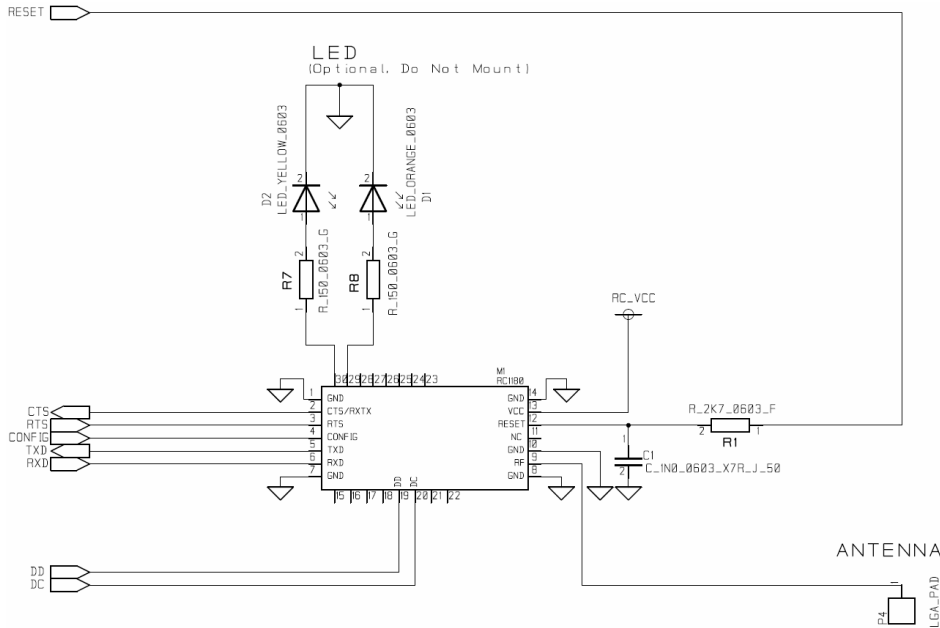 RESET
LED
(Optional, Do Not Mount)
D2
LED_YELLOW_0603
2
1
2
1
LED_ORANGE_0603
D1
R7
R_150_0603_G
2
1
R8
R_150_0603_G
2
1
RC_VCC
M1
RC1180
30 29 28 27 26 25 24 23
1 GND
2 CTS/RXTX
3 RTS
4 CONFIG
5 TXD
6 RXD
7 GND
GND 14
VCC 13
RESET 12
NC 11
GND 10
RF 9
GND 8
DD DC
15 16 17 18 19 20 21 22
CTS
RTS
CONFIG
TXD
RXD
R_2K7_0603_F
2 1
R1
1
C1
C_1N0_0603_X7R_J_50
2
DD
DC
ANTENNA
1
P4
LGA_PAD